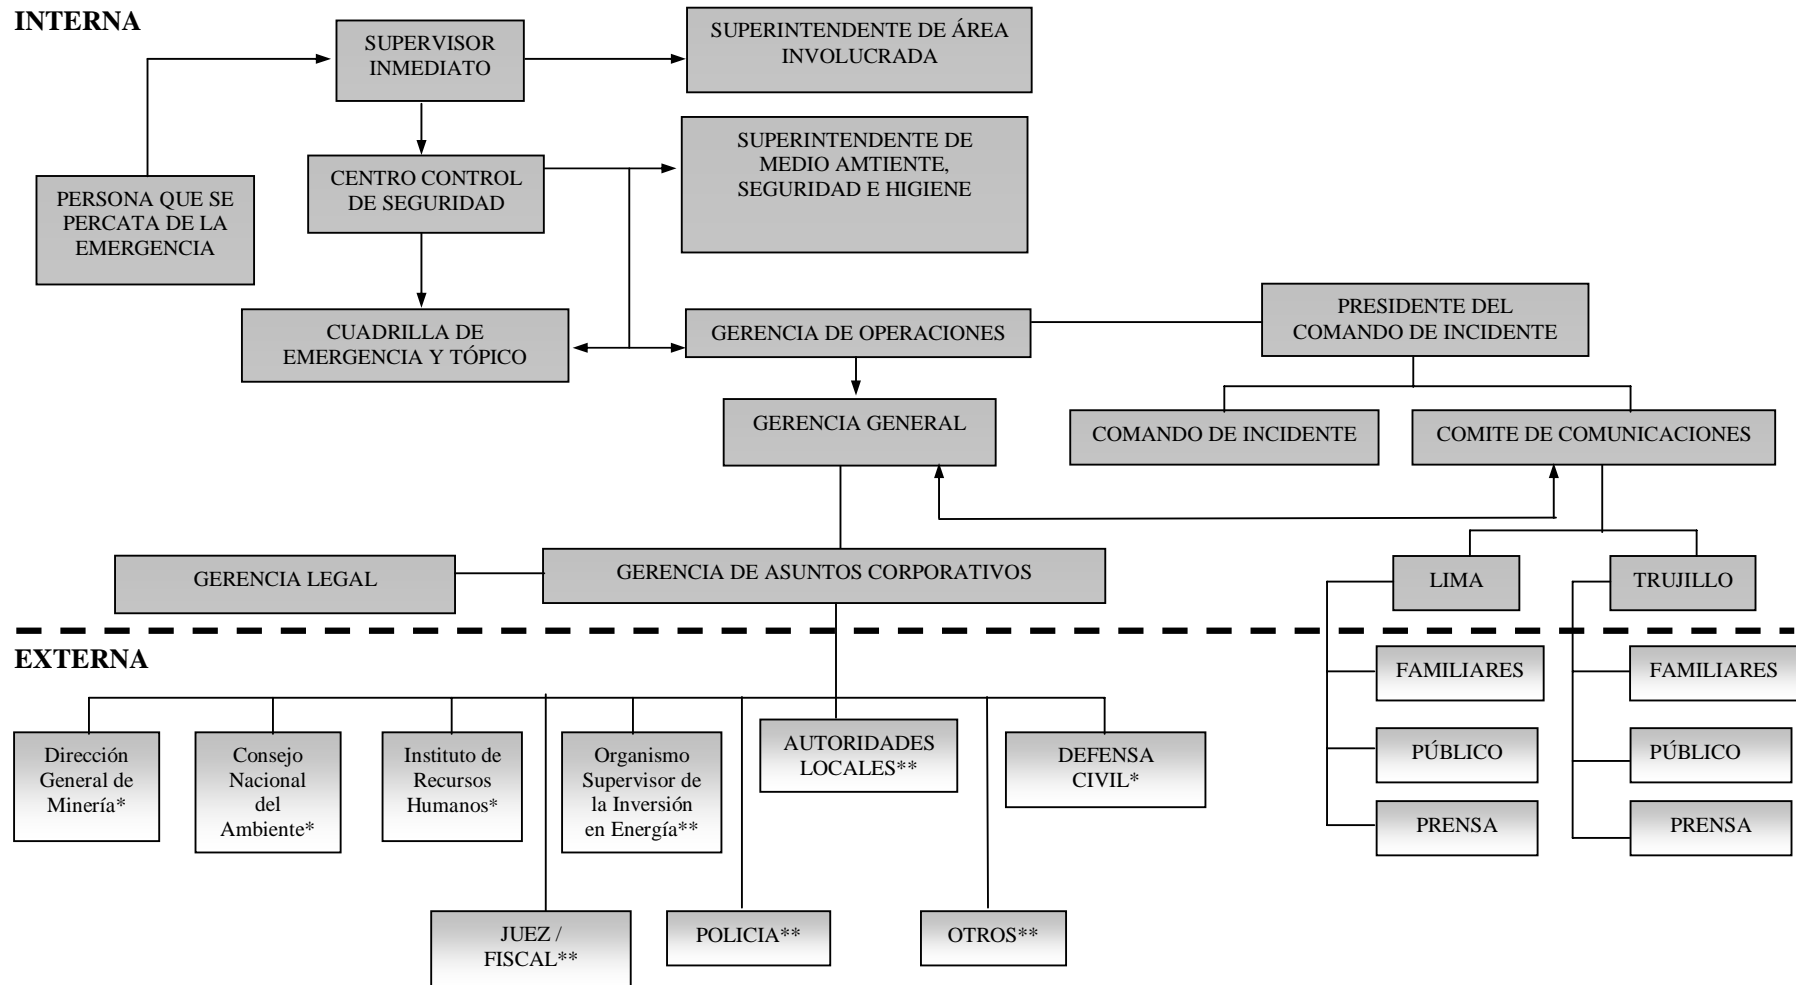 INTERNA
SUPERVISOR
INMEDIATO
SUPERINTENDENTE DE ÁREA
INVOLUCRADA
SUPERINTENDENTE DE
MEDIO AMTIENTE,
SEGURIDAD E HIGIENE
CENTRO CONTROL
DE SEGURIDAD
PERSONA QUE SE
PERCATA DE LA
EMERGENCIA
CUADRILLA DE
EMERGENCIA Y TÓPICO
GERENCIA DE OPERACIONES
PRESIDENTE DEL
COMANDO DE INCIDENTE
GERENCIA GENERAL
COMANDO DE INCIDENTE
COMITE DE COMUNICACIONES
GERENCIA LEGAL
GERENCIA DE ASUNTOS CORPORATIVOS
LIMA
TRUJILLO
EXTERNA
FAMILIARES
FAMILIARES
PÚBLICO
PÚBLICO
PRENSA
PRENSA
Dirección
General de
Minería*
Consejo
Nacional
del
Ambiente*
Instituto de
Recursos
Humanos*
Organismo
Supervisor de
la Inversión
en Energía**
AUTORIDADES
LOCALES**
DEFENSA
CIVIL*
JUEZ /
FISCAL**
POLICIA**
OTROS**